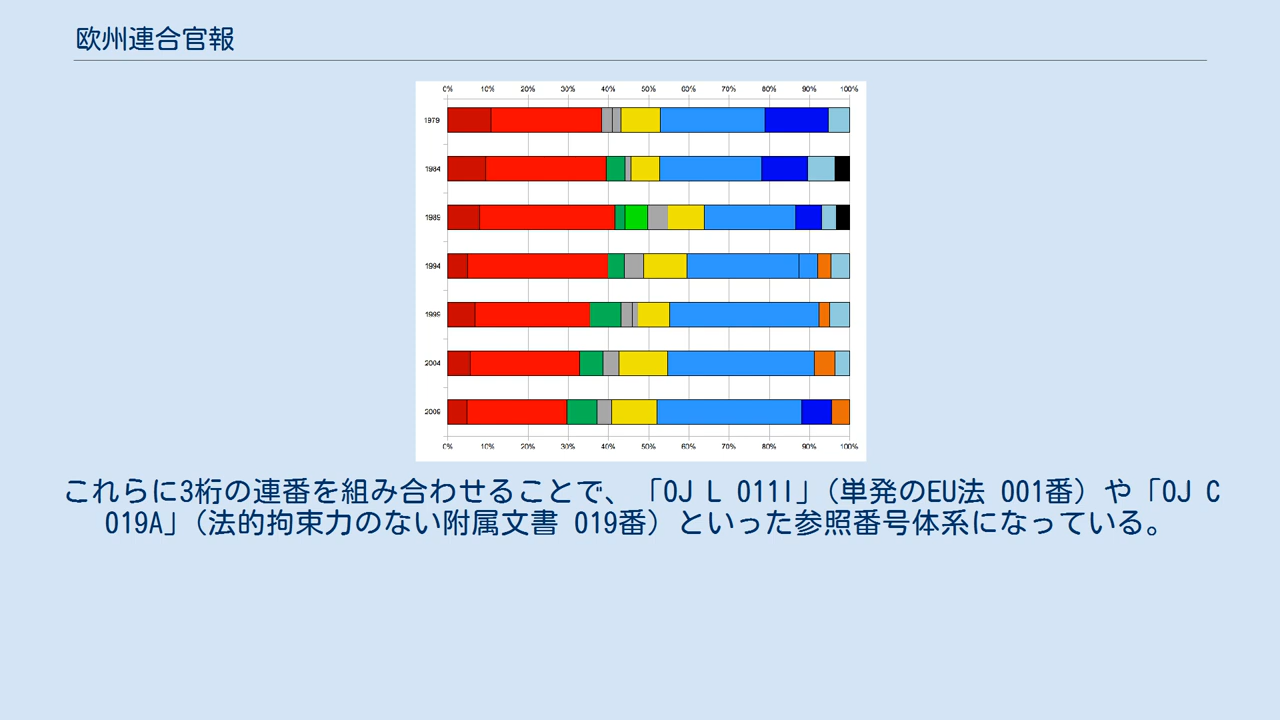 欧州連合官報
0% 10% 20% 30% 40% 50% 60% 70% 80% 90% 100%
1979
1984
1989
1994
1999
2004
2009
0% 10% 20% 30% 40% 50% 60% 70% 80% 90% 100%
これらに3桁の連番を組み合わせることで、「OJ L 011I」（単発のEU法 001番）や「OJ C
019A」（法的拘束力のない附属文書 019番）といった参照番号体系になっている。